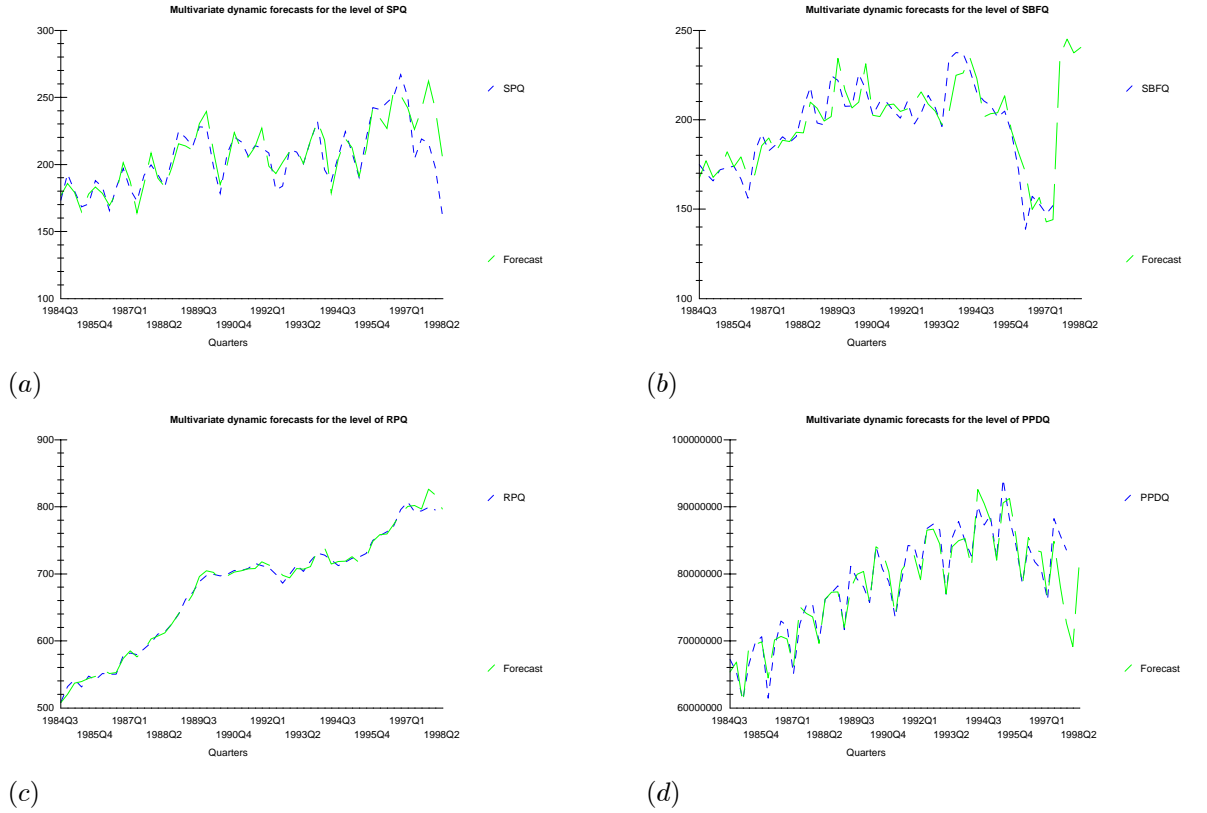 Multivariate dynamic forecasts for the level of SPQ
300
250
200
150
100
1984Q3 1987Q1 1989Q3 1992Q1 1994Q3 1997Q1
1985Q4 1988Q2 1990Q4 1993Q2 1995Q4 1998Q2
Quarters
SPQ
Forecast
(a)
Multivariate dynamic forecasts for the level of SBFQ
250
200
150
100
1984Q3 1987Q1 1989Q3 1992Q1 1994Q3 1997Q1
1985Q4 1988Q2 1990Q4 1993Q2 1995Q4 1998Q2
Quarters
SBFQ
Forecast
(b)
Multivariate dynamic forecasts for the level of RPQ
900
800
700
600
500
1984Q3 1987Q1 1989Q3 1992Q1 1994Q3 1997Q1
1985Q4 1988Q2 1990Q4 1993Q2 1995Q4 1998Q2
Quarters
RPQ
Forecast
(c)
Multivariate dynamic forecasts for the level of PPDQ
100000000
90000000
80000000
70000000
60000000
1984Q3 1987Q1 1989Q3 1992Q1 1994Q3 1997Q1
1985Q4 1988Q2 1990Q4 1993Q2 1995Q4 1998Q2
Quarters
PPDQ
Forecast
(d)